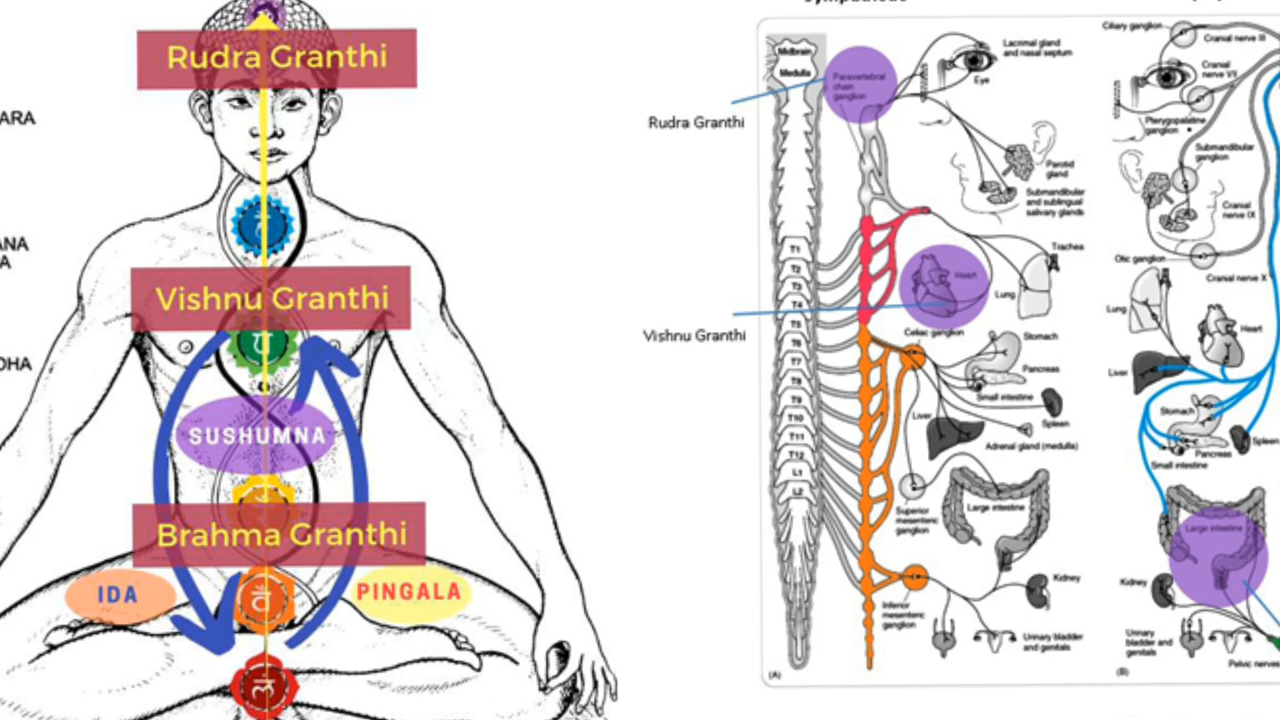 Rudra Granthi
ARA
ANA
A
Vishnu Granthi
DHA
SUSHUMNA
Brahma Granthi
IDA
PINGALA
Rudra Granthi
Vishnu Granthi
Midbrain
Medulla
Paravertebral
chain
ganglion
Lacrimal gland
and nasal septum
Eye
Parotid
gland
Submandibular
and sublingual
salivary glands
T1
T2
T3
T4
T5
T6
T7
T8
T9
T10
T11
T12
L1
L2
Trachea
Heart
Lung
Celiac ganglion
Stomach
Pancreas
Small intestine
Liver
Spleen
Adrenal gland (medulla)
Superior
mesenteric
ganglion
Large intestine
Kidney
Inferior
mesenteric
ganglion
Urinary bladder
and genitals
(A)
Ciliary ganglion
Cranial nerve III
Cranial
nerve VII
Pterygopalatine
ganglion
Submandibular
ganglion
Cranial
nerve IX
Otic ganglion
Cranial nerve X
Lung
Heart
Liver
Stomach
Spleen
Pancreas
Small intestine
Large intestine
Kidney
Urinary
bladder and
genitals
Pelvic nerves
(B)